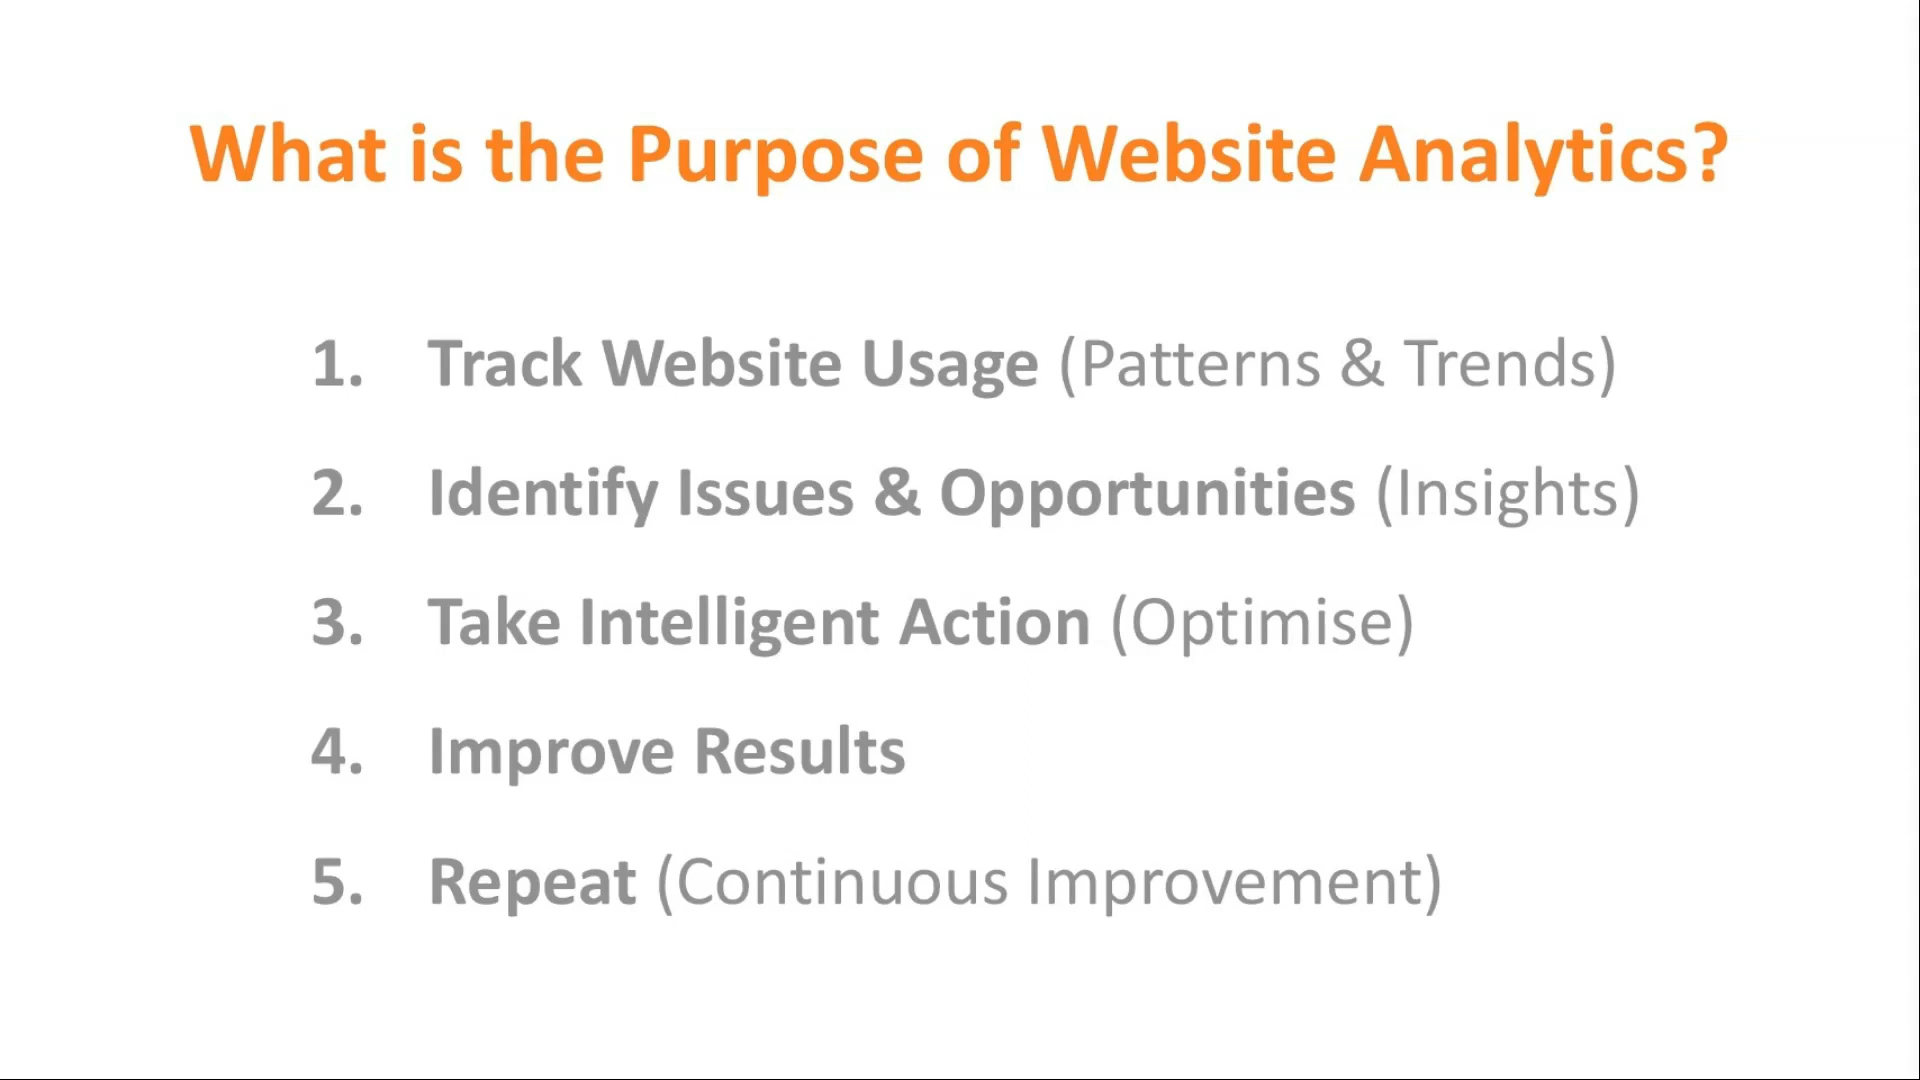 What is the Purpose of Website Analytics?
1. Track Website Usage (Patterns & Trends)
2. Identify Issues & Opportunities (Insights)
3. Take Intelligent Action (Optimise)
4. Improve Results
5. Repeat (Continuous Improvement)